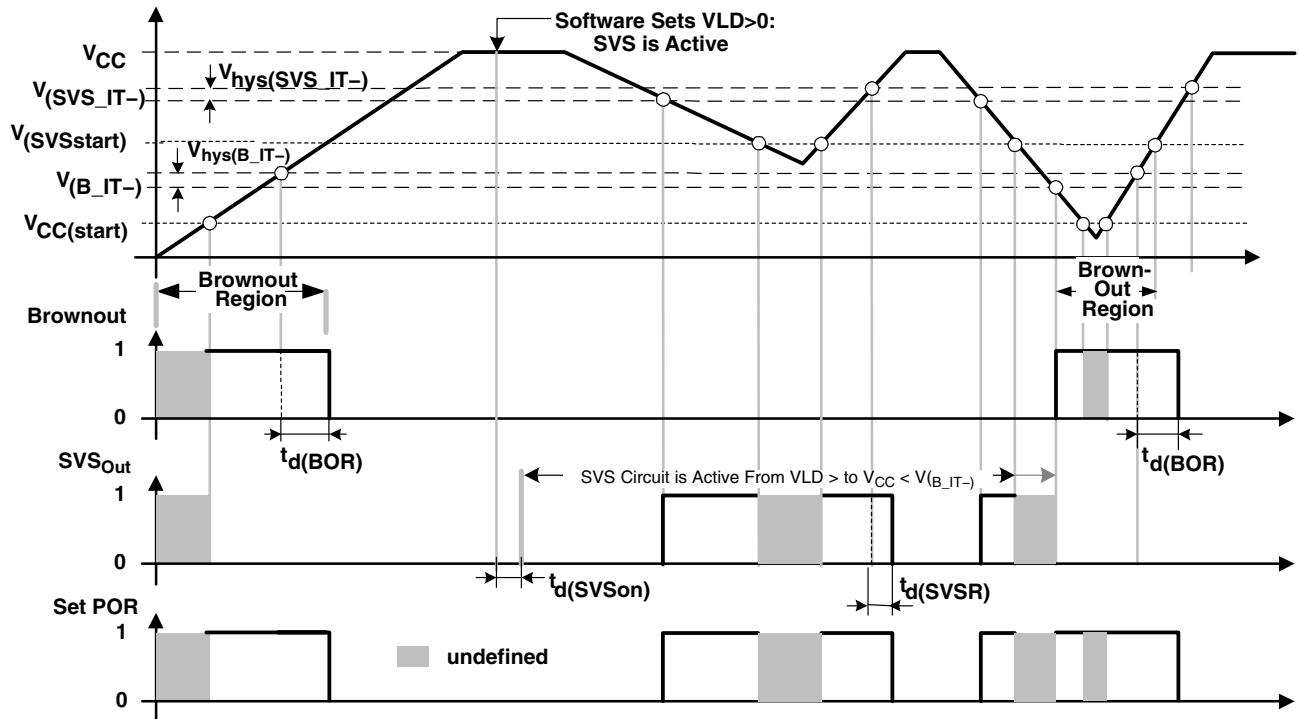 Software Sets VLD>0:
SVS is Active
VCC
Vhys(SVS_IT−)
V(SVS_IT−)
V(SVSstart)
Vhys(B_IT−)
V(B_IT−)
VCC(start)
Brownout
Region
Brown-
Out
Region
Brownout
1
0
td(BOR)
td(BOR)
SVSOut
SVS Circuit is Active From VLD > to VCC < V(B_IT−)
1
0
td(SVSon)
td(SVSR)
Set POR
1
undefined
0